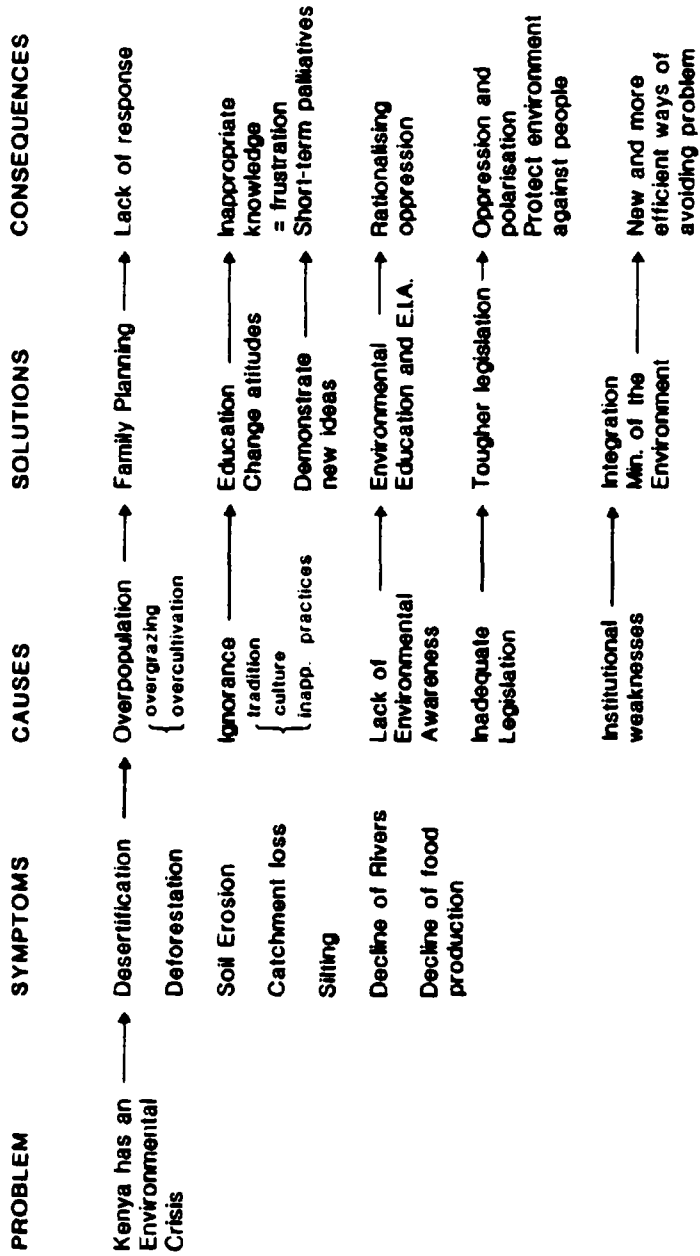 PROBLEM
Kenya has an
Environmental
Crisis
SYMPTOMS
Desertification
Deforestation
Soil Erosion
Catchment loss
Silting
Decline of Rivers
Decline of food
production
CAUSES
Overpopulation
overgrazing
overcultivation
Ignorance
tradition
culture
inapp. practices
Lack of
Environmental
Awareness
Inadequate
Legislation
Institutional
weaknesses
SOLUTIONS
Family Planning
Education
Change atitudes
Demonstrate
new ideas
Environmental
Education and E.I.A.
Tougher legislation
Integration
Min. of the
Environment
CONSEQUENCES
Lack of response
Inappropriate
knowledge
= frustration
Short-term palliatives
Rationalising
oppression
Oppression and
polarisation
Protect environment
against people
New and more
efficient ways of
avoiding problem